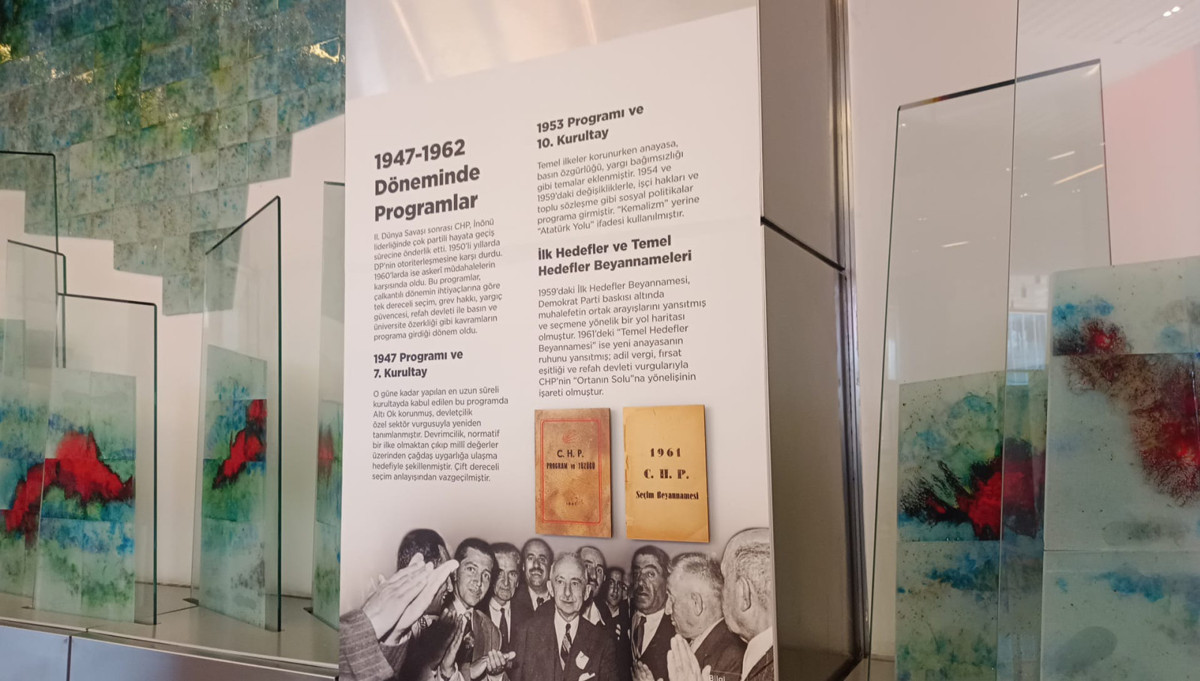 1947-1962
Döneminde
Programlar
II. Dünya Savaşı sonrası CHP, İnönü
liderliğinde çok partili hayata geçiş
sürecine önderlik etti. 1950'li yıllarda
DP'nin otoriterleşmesine karşı durdu.
1960'larda ise askerî müdahalelerin
karşısında oldu. Bu programlar,
çalkantılı dönemin ihtiyaçlarına göre
tek dereceli seçim, grev hakkı, yargıç
güvencesi, refah devleti ile basın ve
üniversite özerkliği gibi kavramların
programa girdiği dönem oldu.
1947 Programı ve
7. Kurultay
O güne kadar yapılan en uzun süreli
kurultayda kabul edilen bu programda
Altı Ok korunmuş, devletçilik
özel sektör vurgusuyla yeniden
tanımlanmıştır. Devrimcilik, normatif
bir ilke olmaktan çıkıp millî değerler
üzerinden çağdaş uygarlığa ulaşma
hedefiyle şekillenmiştir. Çift dereceli
seçim anlayışından vazgeçilmiştir.
1953 Programı ve
10. Kurultay
Temel ilkeler korunurken anayasa,
basın özgürlüğü, yargı bağımsızlığı
gibi temalar eklenmiştir. 1954 ve
1959'daki değişikliklerle, işçi hakları ve
toplu sözleşme gibi sosyal politikalar
programa girmiştir. "Kemalizm" yerine
"Atatürk Yolu" ifadesi kullanılmıştır.
İlk Hedefler ve Temel
Hedefler Beyannameleri
1959'daki İlk Hedefler Beyannamesi,
Demokrat Parti baskısı altında
muhalefetin ortak arayışlarını yansıtmış
ve seçmene yönelik bir yol haritası
olmuştur. 1961'deki "Temel Hedefler
Beyannamesi" ise yeni anayasanın
ruhunu yansıtmış; adil vergi, fırsat
eşitliği ve refah devleti vurgularıyla
CHP'nin "Ortanın Solu"na yönelişinin
işareti olmuştur.
C. H. P.
PROGRAM ve TÜZÜĞÜ
1961
C. H. P.
Seçim Beyannamesi
Bilgi